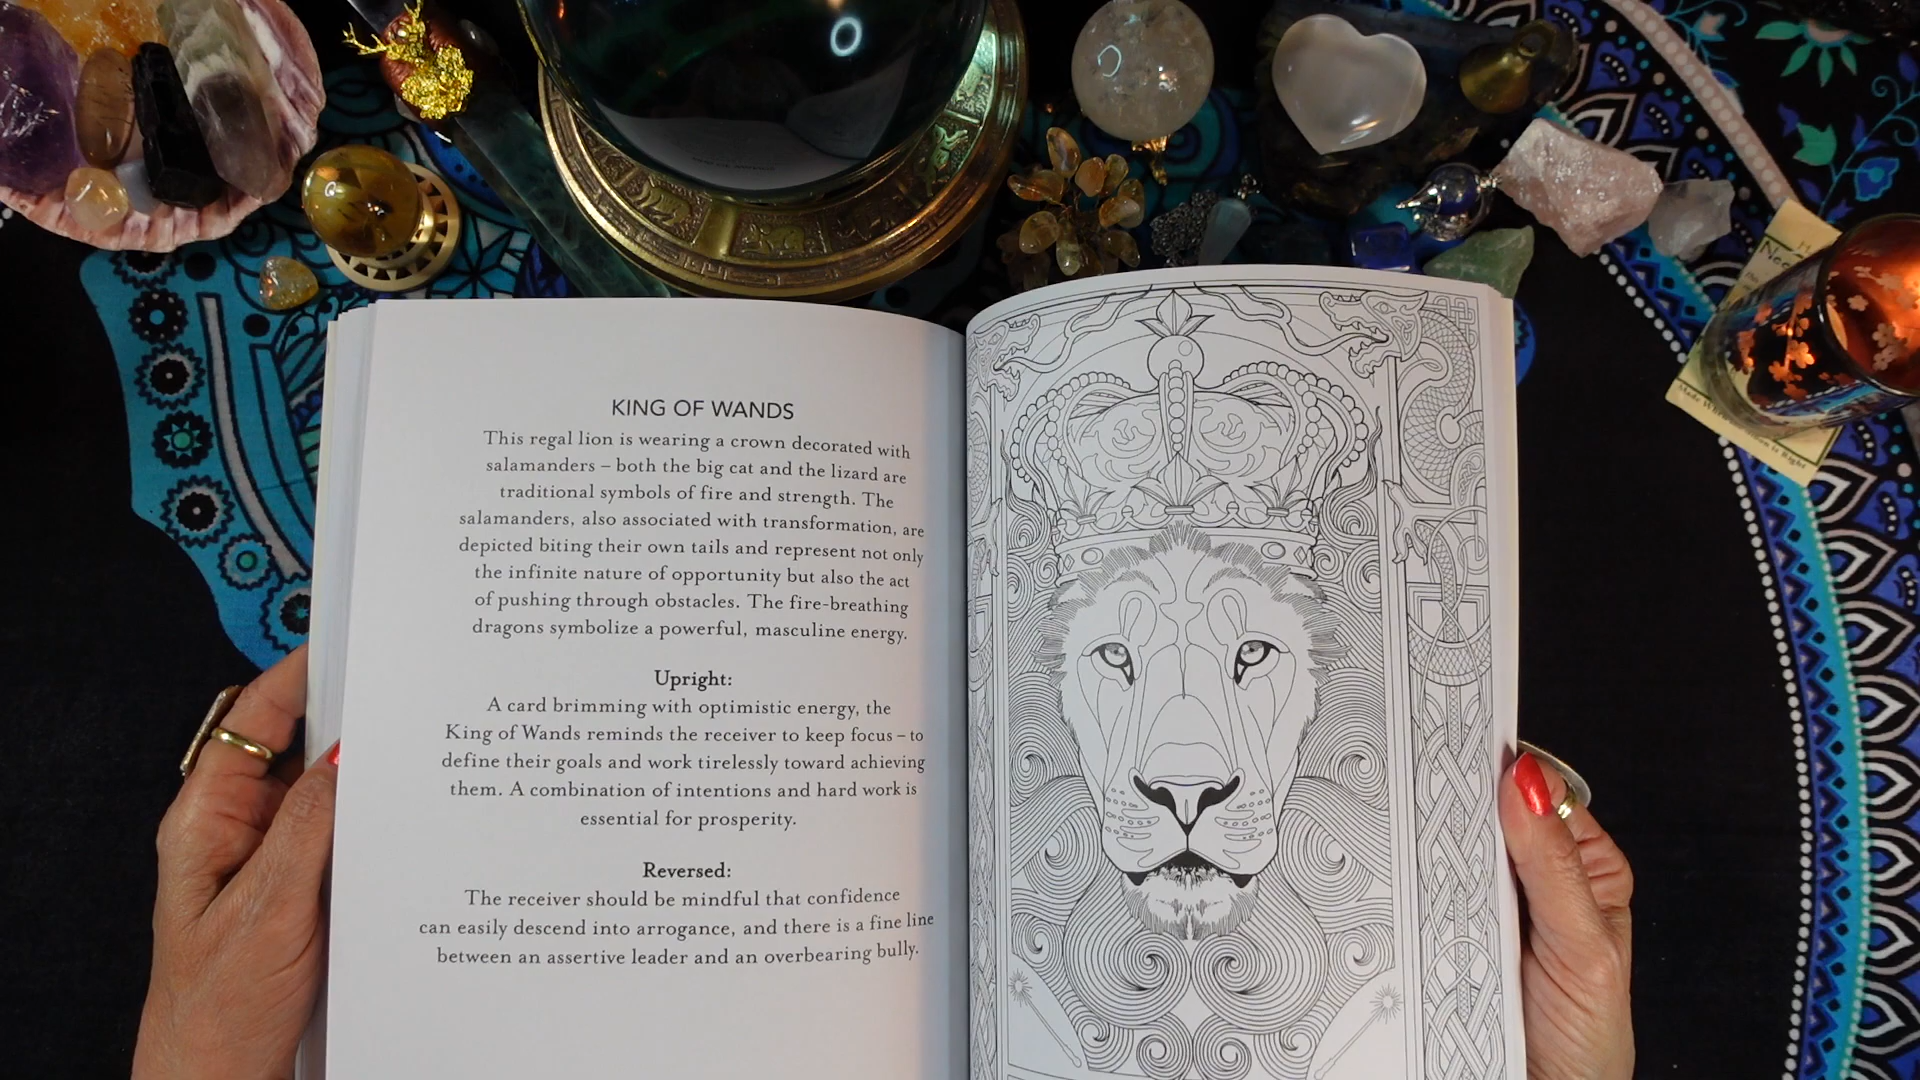 KING OF WANDS
This regal lion is wearing a crown decorated with
salamanders – both the big cat and the lizard are
traditional symbols of fire and strength. The
salamanders, also associated with transformation, are
depicted biting their own tails and represent not only
the infinite nature of opportunity but also the act
of pushing through obstacles. The fire-breathing
dragons symbolize a powerful, masculine energy.
Upright:
A card brimming with optimistic energy, the
King of Wands reminds the receiver to keep focus – to
define their goals and work tirelessly toward achieving
them. A combination of intentions and hard work is
essential for prosperity.
Reversed:
The receiver should be mindful that confidence
can easily descend into arrogance, and there is a fine line
between an assertive leader and an overbearing bully.
Made
Right